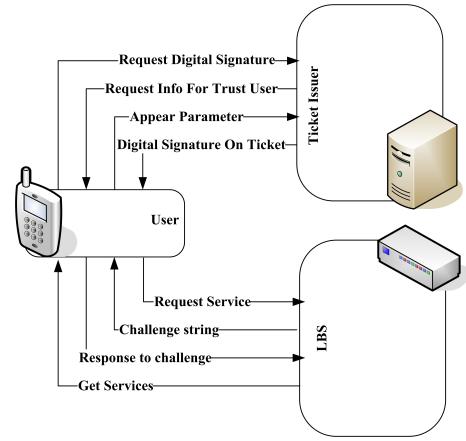 Request Digital Signature
Request Info For Trust User
Appear Parameter
Digital Signature On Ticket
Ticket Issuer
User
Request Service
Challenge string
Response to challenge
Get Services
LBS